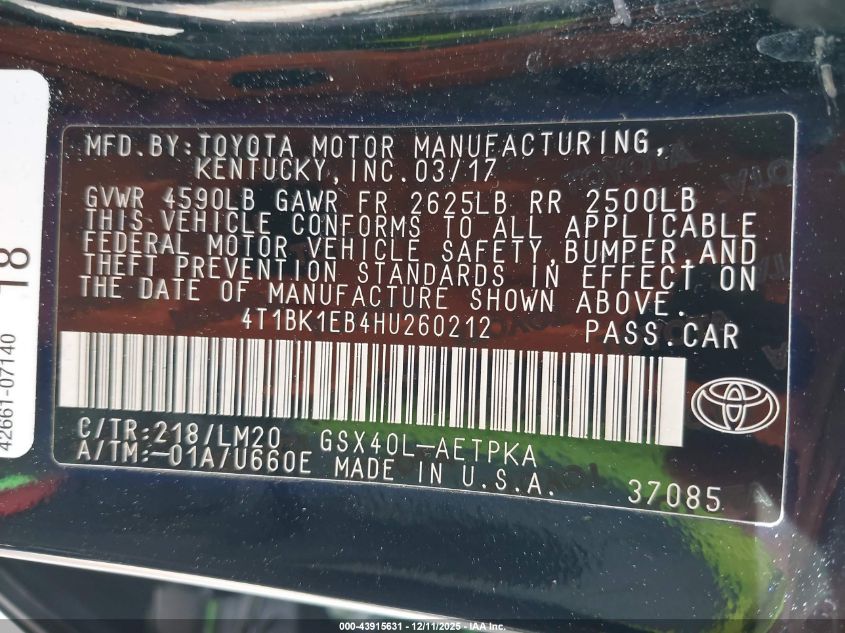 MFD.BY:TOYOTA MOTOR MANUFACTURING,
KENTUCKY, INC.03/17
GVWR 4590LB GAWR FR 2625LB RR 2500LB
THIS VEHICLE CONFORMS TO ALL APPLICABLE
FEDERAL MOTOR VEHICLE SAFETY,BUMPER,AND
THEFT PREVENTION STANDARDS IN EFFECT ON
THE DATE OF MANUFACTURE SHOWN ABOVE.
4T1BK1EB4HU260212 PASS.CAR
C/TR:218/LM20 GSX40L-AETPKA
A/TM:-01A/U660E MADE IN U.S.A.
37085
42661-07140
000-43915631 - 12/11/2025 - IAA Inc.